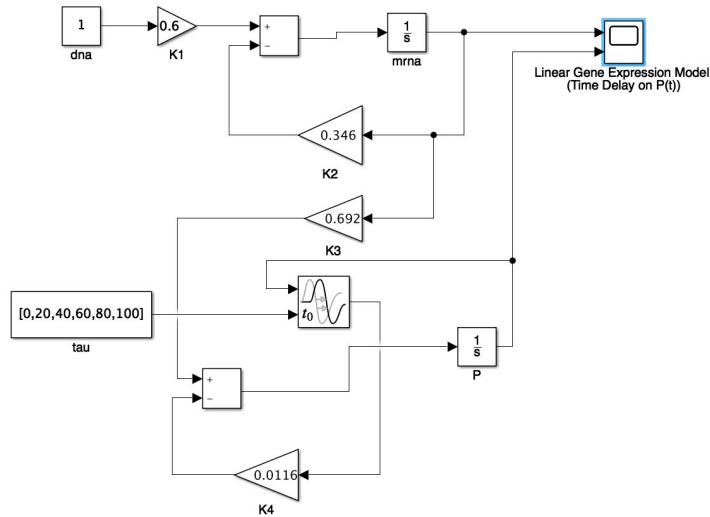 1
dna
0.6
K1
+
−
1
s
mrna
Linear Gene Expression Model
(Time Delay on P(t))
0.346
K2
0.692
K3
[0,20,40,60,80,100]
tau
t0
1
s
P
+
−
0.0116
K4